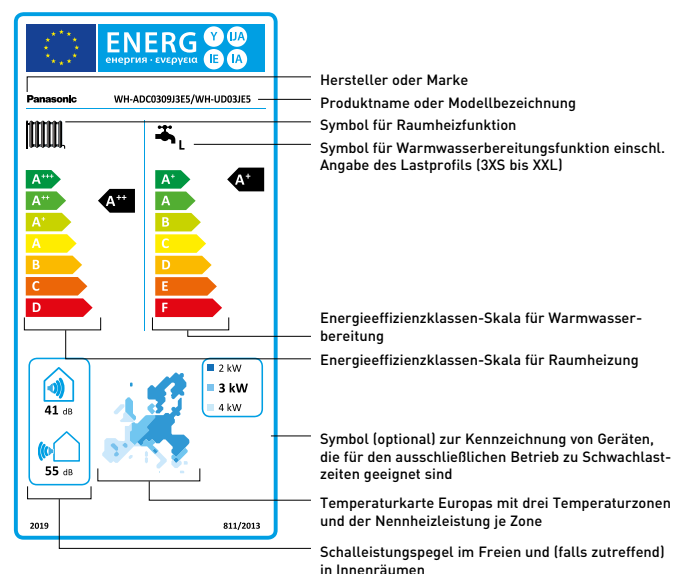 ENERG Y IJA
енергия · ενεργεια IE IA
Hersteller oder Marke
Panasonic WH-ADC0309J3E5/WH-UD03JE5
Produktname oder Modellbezeichnung
Symbol für Raumheizfunktion
L
Symbol für Warmwasserbereitungsfunktion einschl.
Angabe des Lastprofils (3XS bis XXL)
A+++
A++
A+
A
B
C
D
A++
A+
A
B
C
D
E
F
A+
Energieeffizienzklassen-Skala für Warmwasser-
bereitung
Energieeffizienzklassen-Skala für Raumheizung
41 dB
55 dB
2 kW
3 kW
4 kW
Symbol (optional) zur Kennzeichnung von Geräten,
die für den ausschließlichen Betrieb zu Schwachlast-
zeiten geeignet sind
Temperaturkarte Europas mit drei Temperaturzonen
und der Nennheizleistung je Zone
2019 811/2013
Schalleistungspegel im Freien und (falls zutreffend)
in Innenräumen